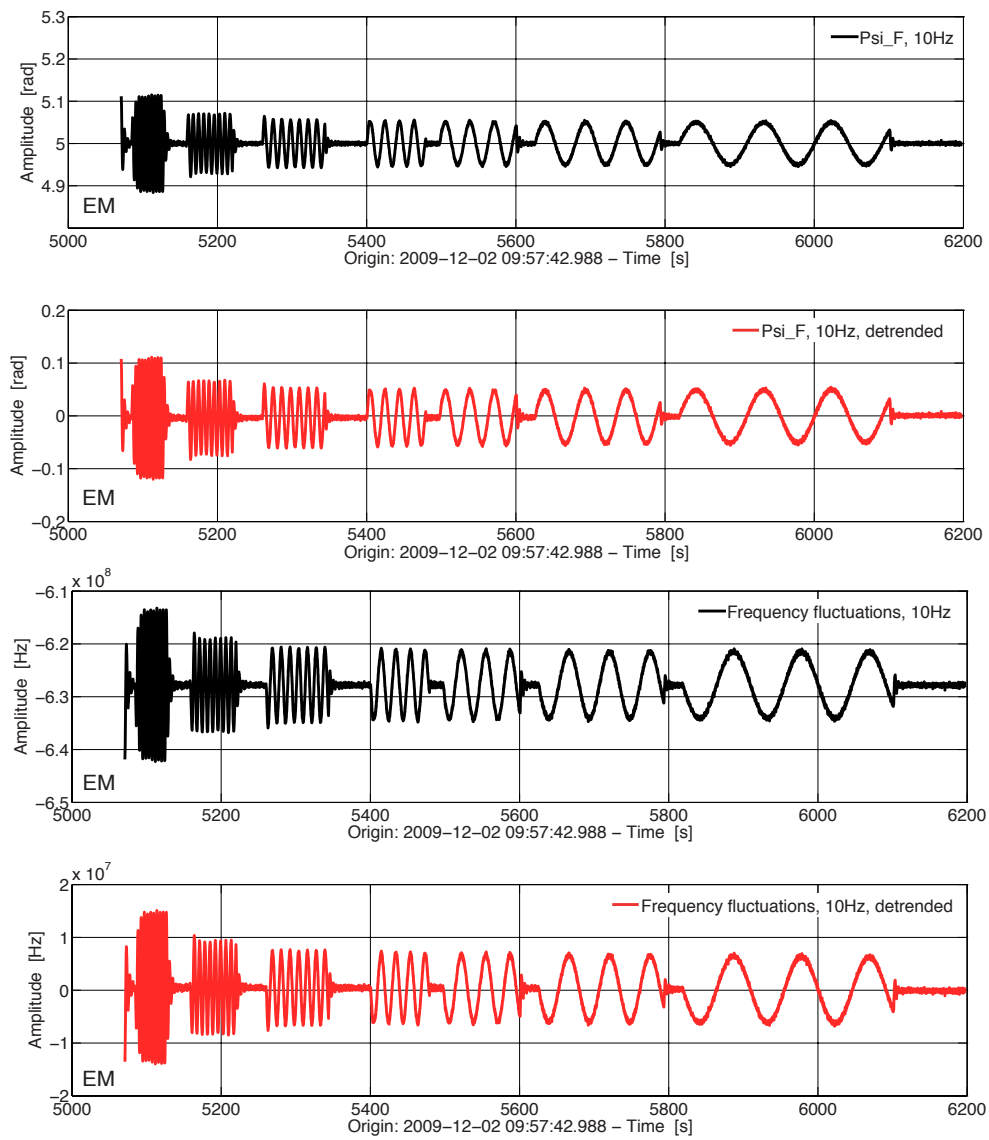 5.3
5.2
5.1
5
4.9
Amplitude [rad]
Psi_F, 10Hz
EM
5000 5200 5400 5600 5800 6000 6200
Origin: 2009−12−02 09:57:42.988 − Time [s]
0.2
0.1
0
−0.1
−0.2
Amplitude [rad]
Psi_F, 10Hz, detrended
EM
5000 5200 5400 5600 5800 6000 6200
Origin: 2009−12−02 09:57:42.988 − Time [s]
x 10^8
−6.1
−6.2
−6.3
−6.4
−6.5
Amplitude [Hz]
Frequency fluctuations, 10Hz
EM
5000 5200 5400 5600 5800 6000 6200
Origin: 2009−12−02 09:57:42.988 − Time [s]
x 10^7
2
1
0
−1
−2
Amplitude [Hz]
Frequency fluctuations, 10Hz, detrended
EM
5000 5200 5400 5600 5800 6000 6200
Origin: 2009−12−02 09:57:42.988 − Time [s]